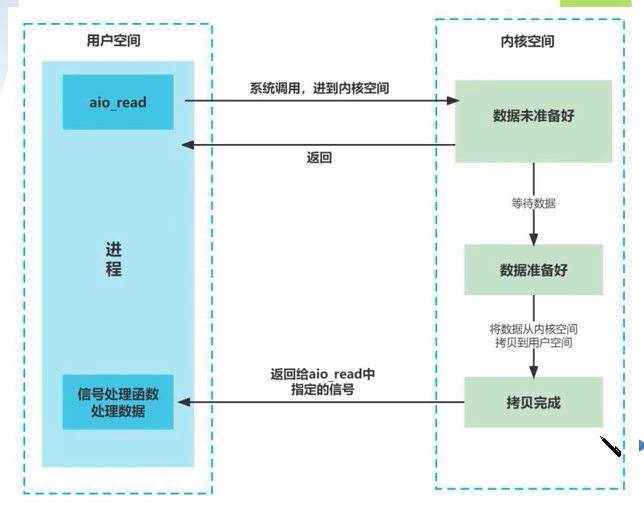 用户空间
内核空间
aio_read
系统调用，进到内核空间
数据未准备好
返回
等待数据
进
程
数据准备好
将数据从内核空间
拷贝到用户空间
返回给aio_read中
指定的信号
信号处理函数
处理数据
拷贝完成